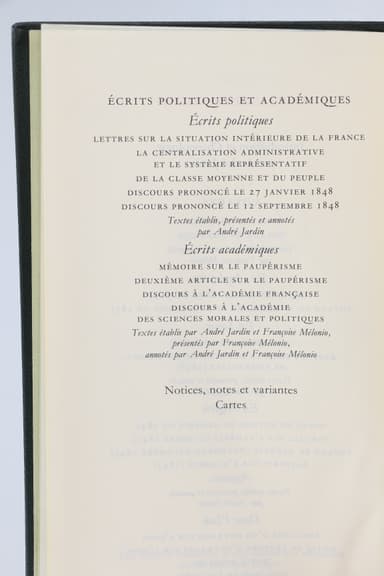 ÉCRITS POLITIQUES ET ACADÉMIQUES
Écrits politiques
LETTRES SUR LA SITUATION INTÉRIEURE DE LA FRANCE
LA CENTRALISATION ADMINISTRATIVE
ET LE SYSTÈME REPRÉSENTATIF
DE LA CLASSE MOYENNE ET DU PEUPLE
DISCOURS PRONONCÉ LE 27 JANVIER 1848
DISCOURS PRONONCÉ LE 12 SEPTEMBRE 1848
Textes établis, présentés et annotés
par André Jardin
Écrits académiques
MÉMOIRE SUR LE PAUPÉRISME
DEUXIÈME ARTICLE SUR LE PAUPÉRISME
DISCOURS À L'ACADÉMIE FRANÇAISE
DISCOURS À L'ACADÉMIE
DES SCIENCES MORALES ET POLITIQUES
Textes établis par André Jardin et Françoise Mélonio,
présentés par Françoise Mélonio,
annotés par André Jardin et Françoise Mélonio
Notices, notes et variantes
Cartes